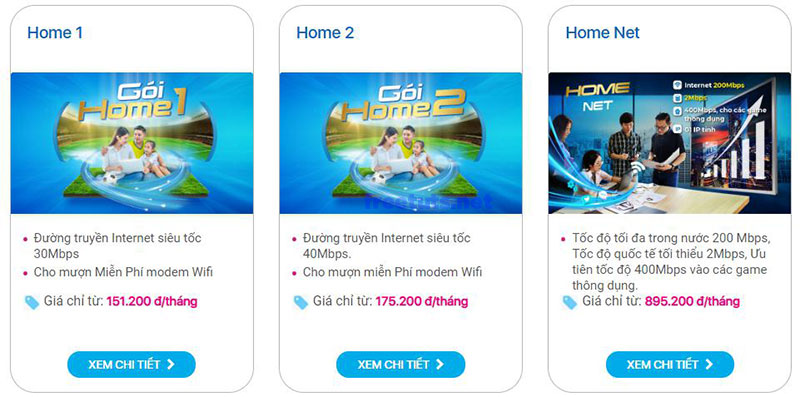 Home 1
Gói
Home 1
Đường truyền Internet siêu tốc
30Mbps
Cho mượn Miễn Phí modem Wifi
Giá chỉ từ: 151.200 đ/tháng
XEM CHI TIẾT
Home 2
Gói
Home 2
Đường truyền Internet siêu tốc
40Mbps.
Cho mượn miễn Phí modem Wifi
Giá chỉ từ: 175.200 đ/tháng
XEM CHI TIẾT
Home Net
HOME
NET
Internet 200Mbps
2Mbps
400Mbps, cho các game
thông dụng
01 IP tĩnh
Tốc độ tối đa trong nước 200 Mbps,
Tốc độ quốc tế tối thiểu 2Mbps, Ưu
tiên tốc độ 400Mbps vào các game
thông dụng.
Giá chỉ từ: 895.200 đ/tháng
XEM CHI TIẾT